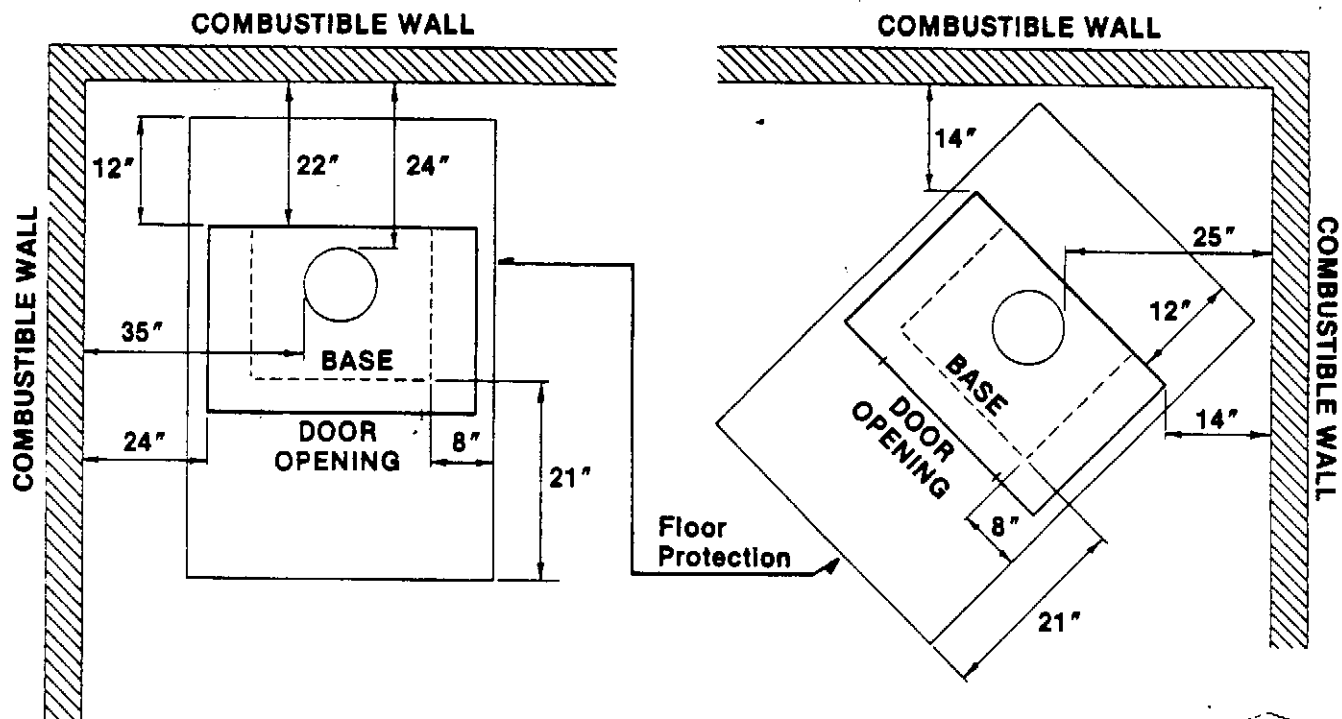 COMBUSTIBLE WALL
COMBUSTIBLE WALL
12"
22"
24"
COMBUSTIBLE WALL
35"
BASE
24"
DOOR
OPENING
8"
21"
Floor
Protection
14"
25"
12"
BASE
DOOR
OPENING
14"
8"
21"
COMBUSTIBLE WALL